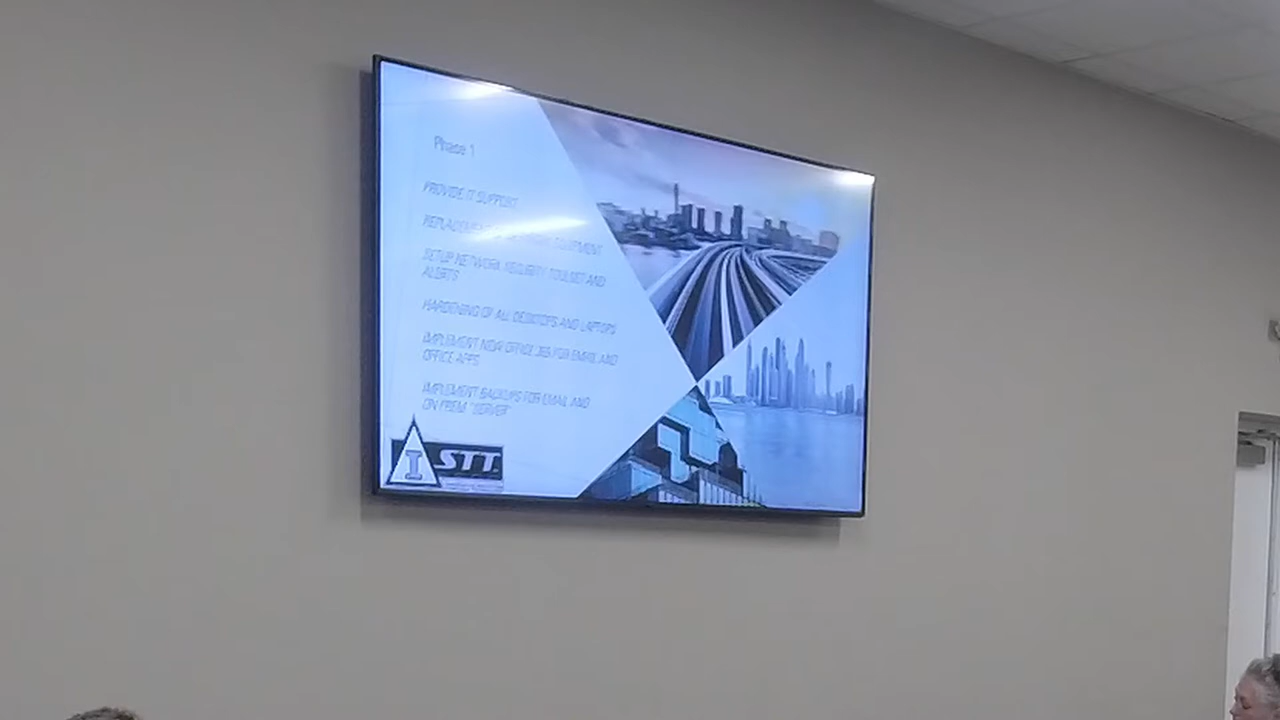 Phase 1
PROVIDE IT SUPPORT
EQUIPMENT
SETUP NETWORK SECURITY TOOLSET AND
ALERTS
HARDENING OF ALL DESKTOPS AND LAPTOPS
IMPLEMENT NEW OFFICE 365 FOR EMAIL AND
OFFICE APPS
IMPLEMENT BACKUPS FOR EMAIL AND
ON PREM "SERVER"
I STT